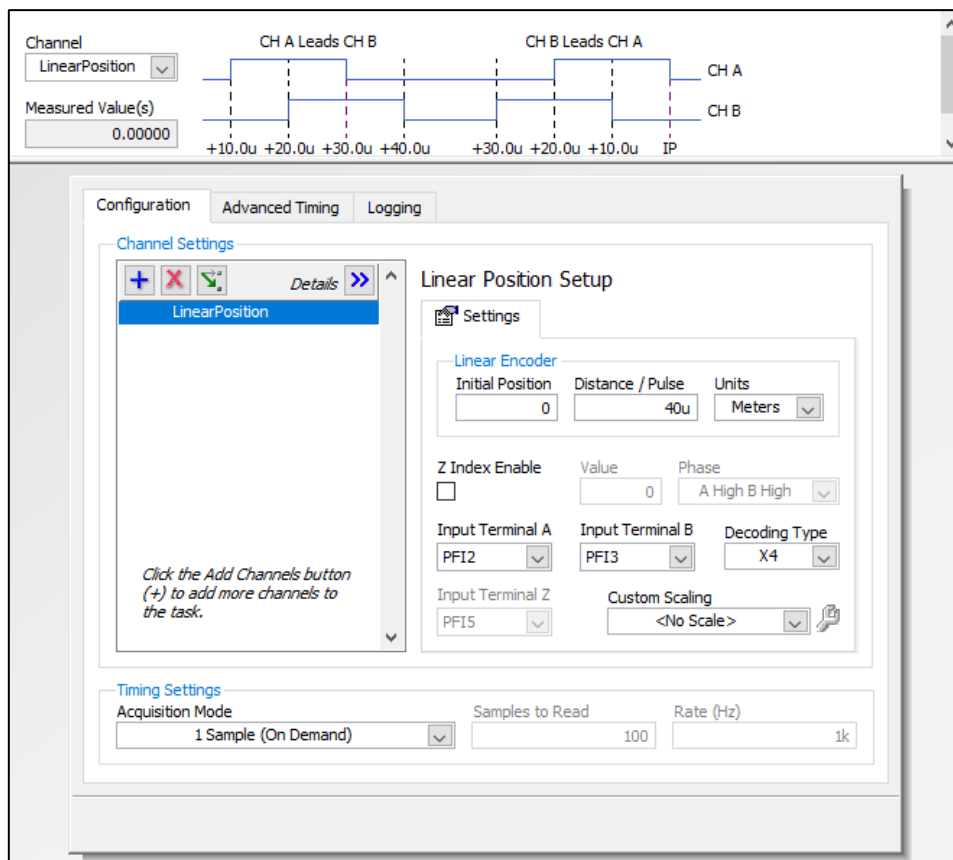 Channel
CH A Leads CH B
CH B Leads CH A
LinearPosition
CH A
Measured Value(s)
CH B
0.00000
+10.0u +20.0u +30.0u +40.0u +30.0u +20.0u +10.0u IP
Configuration
Advanced Timing
Logging
Channel Settings
Details
LinearPosition
Click the Add Channels button
(+) to add more channels to
the task.
Linear Position Setup
Settings
Linear Encoder
Initial Position
Distance / Pulse
Units
0
40u
Meters
Z Index Enable
Value
Phase
0
A High B High
Input Terminal A
Input Terminal B
Decoding Type
PFI2
PFI3
X4
Input Terminal Z
Custom Scaling
PFI5
<No Scale>
Timing Settings
Acquisition Mode
Samples to Read
Rate (Hz)
1 Sample (On Demand)
100
1k